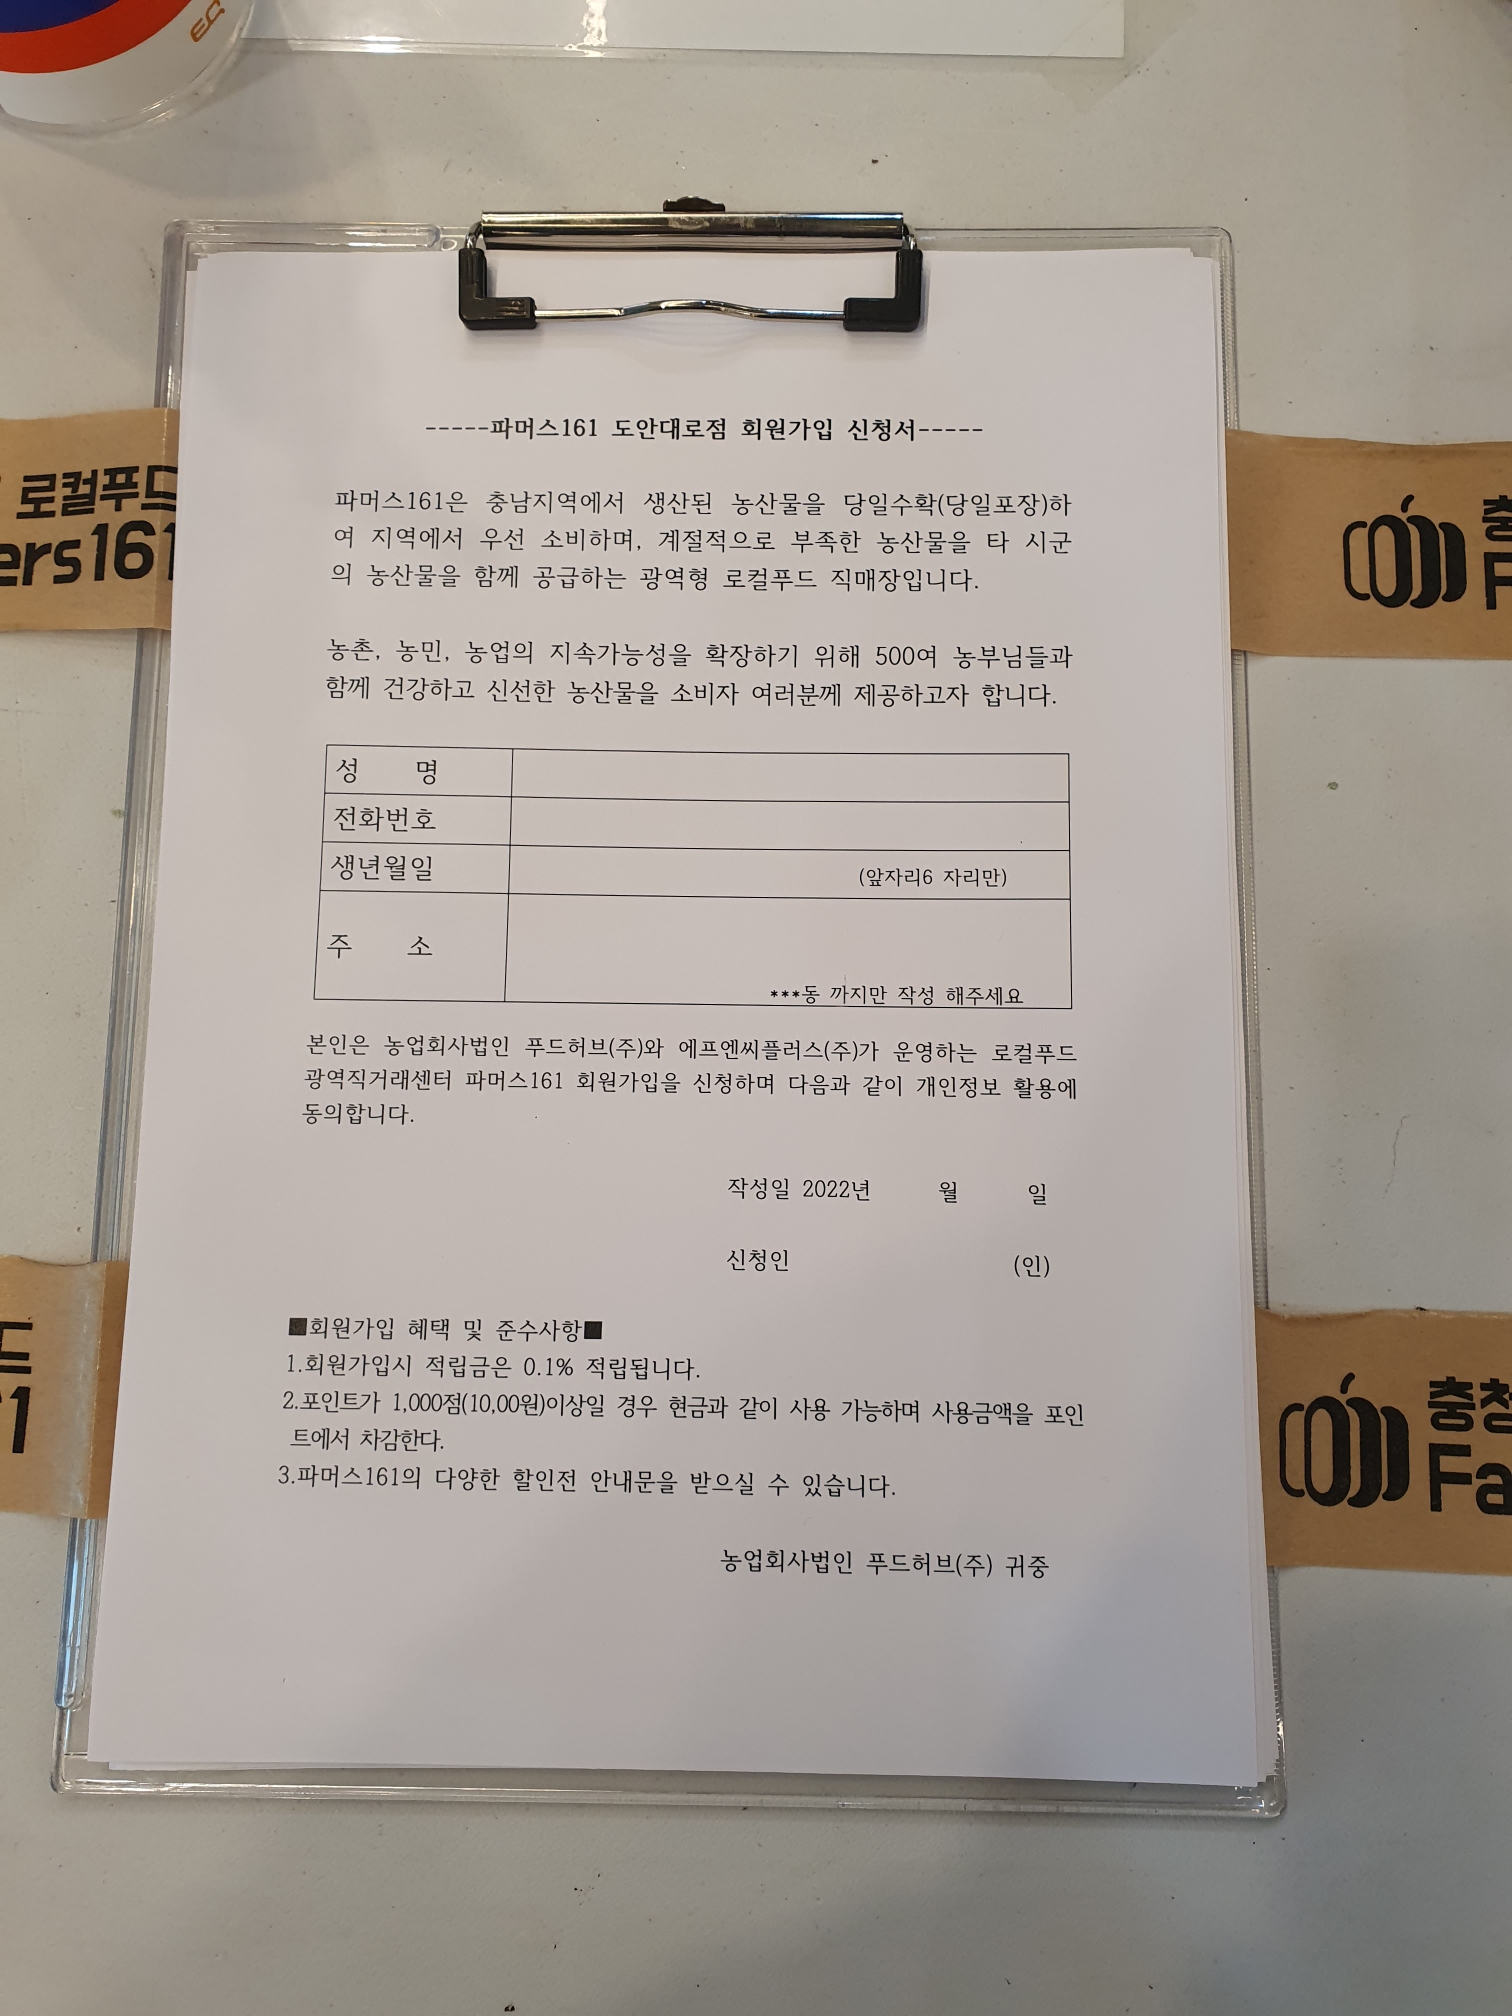 -----파머스161 도안대로점 회원가입 신청서-----
파머스161은 충남지역에서 생산된 농산물을 당일수확(당일포장)하
여 지역에서 우선 소비하며, 계절적으로 부족한 농산물을 타 시군
의 농산물을 함께 공급하는 광역형 로컬푸드 직매장입니다.
농촌, 농민, 농업의 지속가능성을 확장하기 위해 500여 농부님들과
함께 건강하고 신선한 농산물을 소비자 여러분께 제공하고자 합니다.
성 명
전화번호
생년월일 (앞자리6 자리만)
주 소
***동 까지만 작성 해주세요
본인은 농업회사법인 푸드허브(주)와 에프엔씨플러스(주)가 운영하는 로컬푸드
광역직거래센터 파머스161 회원가입을 신청하며 다음과 같이 개인정보 활용에
동의합니다.
작성일 2022년 월 일
신청인 (인)
■회원가입 혜택 및 준수사항■
1.회원가입시 적립금은 0.1% 적립됩니다.
2.포인트가 1,000점(10,00원)이상일 경우 현금과 같이 사용 가능하며 사용금액을 포인
트에서 차감한다.
3.파머스161의 다양한 할인전 안내문을 받으실 수 있습니다.
농업회사법인 푸드허브(주) 귀중
로컬푸드
ers161
충
F
드
1
충청
Fa